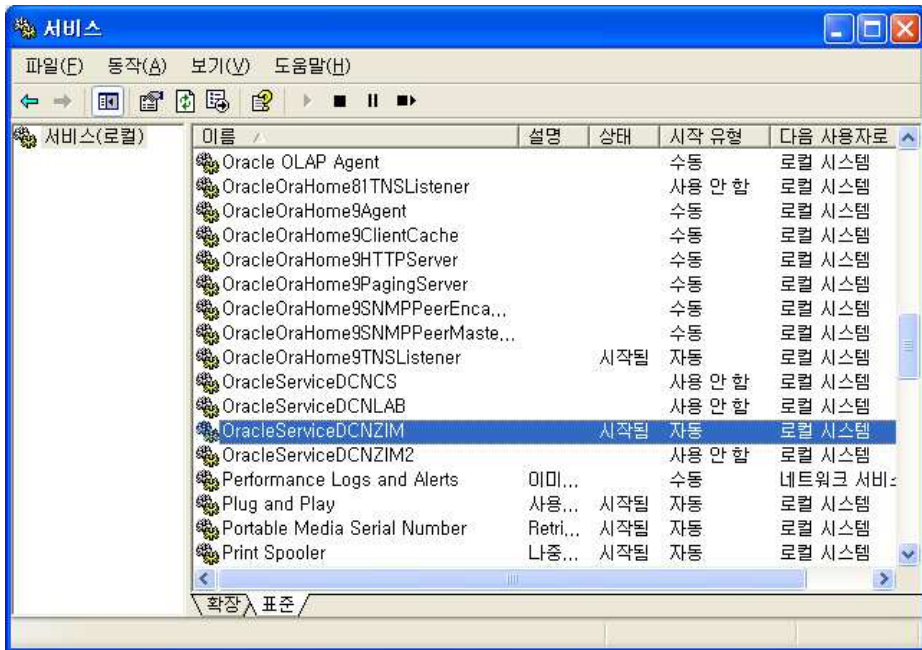 서비스
파일(F) 동작(A) 보기(V) 도움말(H)
서비스(로컬)
이름 설명 상태 시작 유형 다음 사용자로
Oracle OLAP Agent 수동 로컬 시스템
OracleOraHome81TNSListener 사용 안 함 로컬 시스템
OracleOraHome9Agent 수동 로컬 시스템
OracleOraHome9ClientCache 수동 로컬 시스템
OracleOraHome9HTTPServer 수동 로컬 시스템
OracleOraHome9PagingServer 수동 로컬 시스템
OracleOraHome9SNMPPeerEnca... 수동 로컬 시스템
OracleOraHome9SNMPPeerMaste... 수동 로컬 시스템
OracleOraHome9TNSListener 시작됨 자동 로컬 시스템
OracleServiceDCNCS 사용 안 함 로컬 시스템
OracleServiceDCNLAB 사용 안 함 로컬 시스템
OracleServiceDCNZIM 시작됨 자동 로컬 시스템
OracleServiceDCNZIM2 사용 안 함 로컬 시스템
Performance Logs and Alerts 이미... 수동 네트워크 서비
Plug and Play 사용... 시작됨 자동 로컬 시스템
Portable Media Serial Number Retri... 시작됨 자동 로컬 시스템
Print Spooler 나중... 시작됨 자동 로컬 시스템
확장 표준